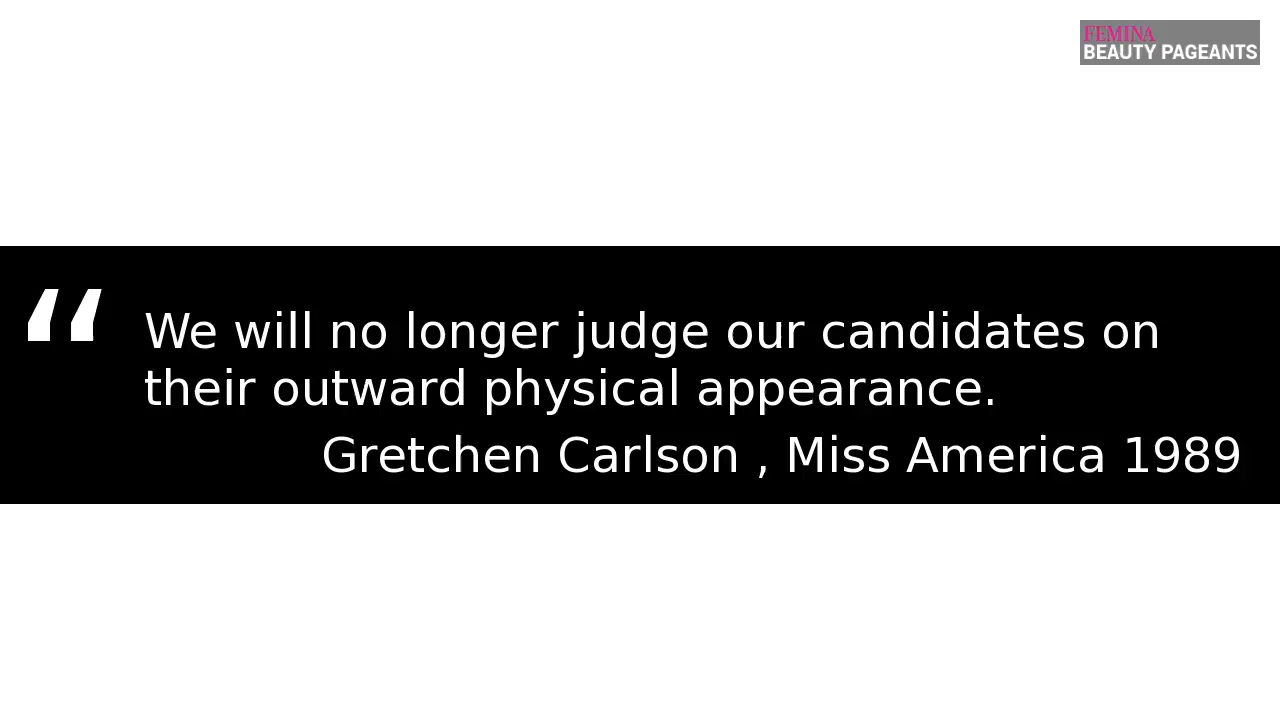 FEMINA
BEAUTY PAGEANTS
“ We will no longer judge our candidates on
their outward physical appearance.
Gretchen Carlson , Miss America 1989